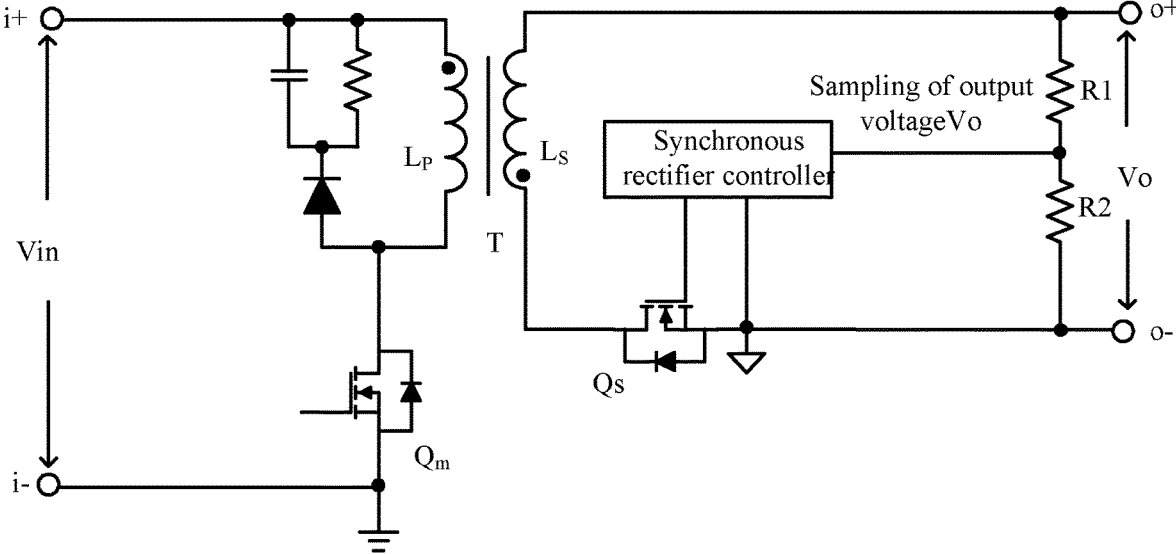 i+
o+
Sampling of output
voltageVo
R1
Synchronous
rectifier controller
LP
LS
Vo
R2
Vin
T
o-
Qs
Qm
i-